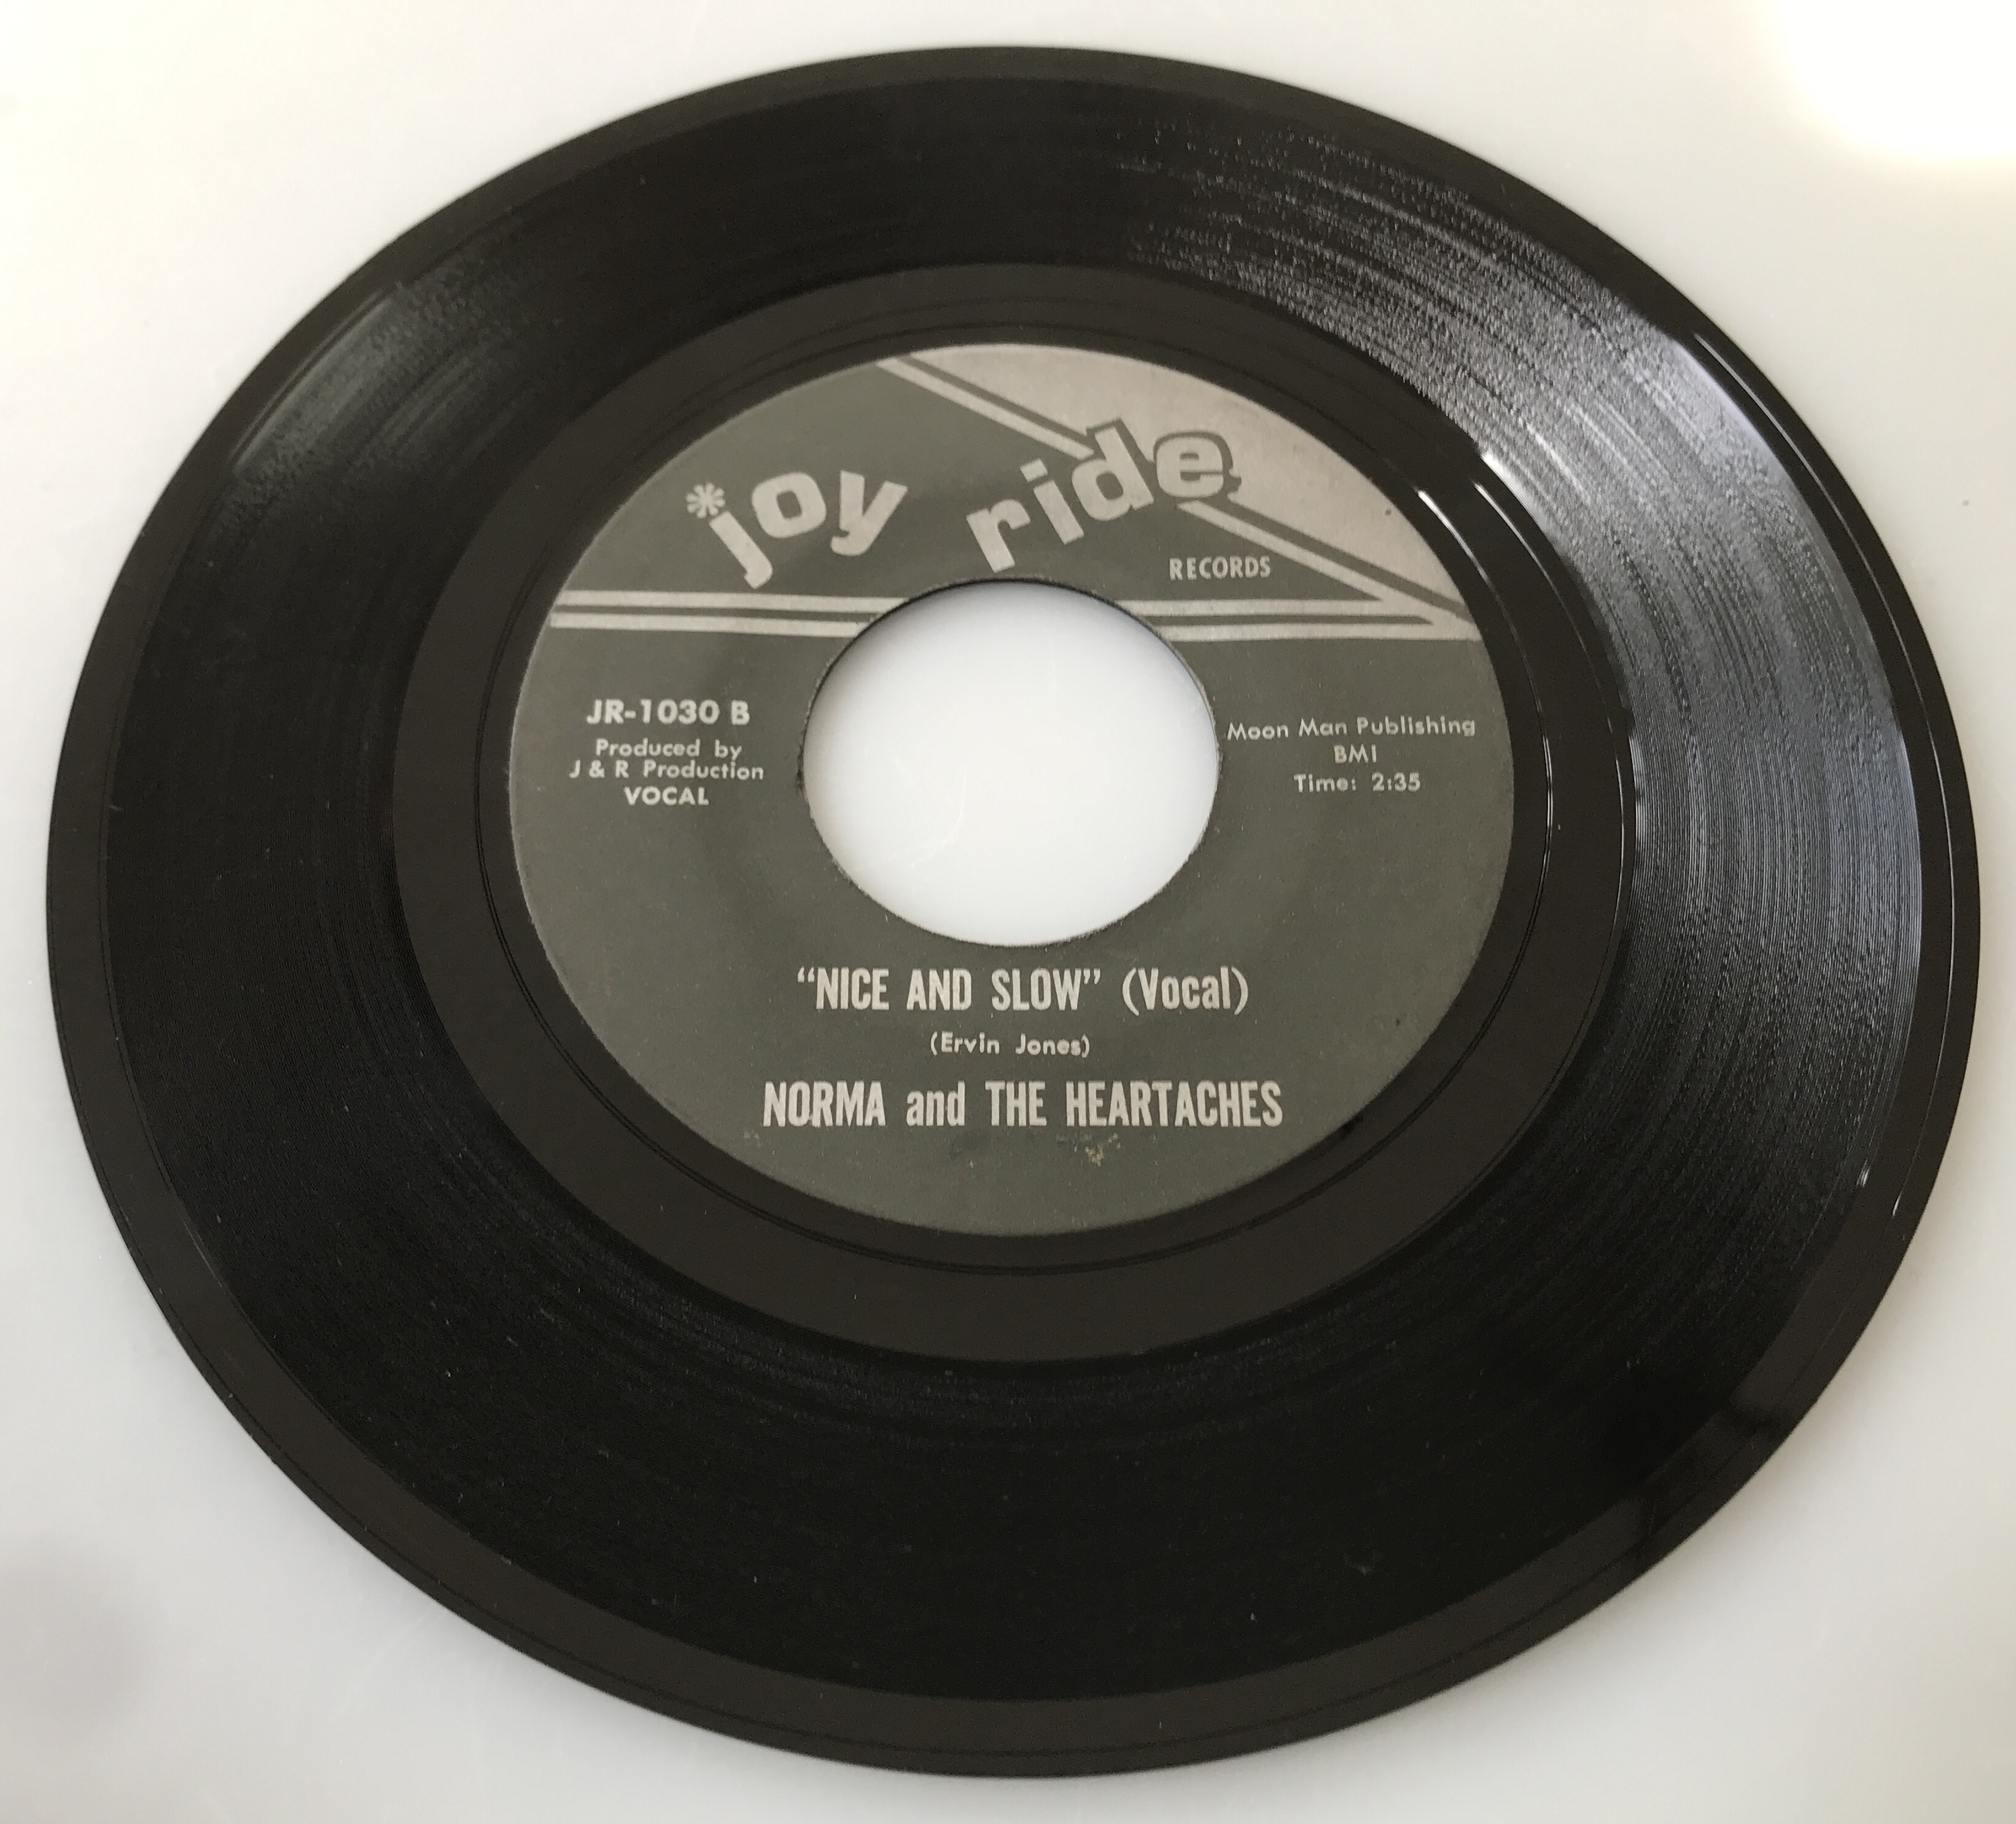 joy ride
RECORDS
JR-1030 B
Produced by
J & R Production
VOCAL
Moon Man Publishing
BMI
Time: 2:35
“NICE AND SLOW” (Vocal)
(Ervin Jones)
NORMA and THE HEARTACHES